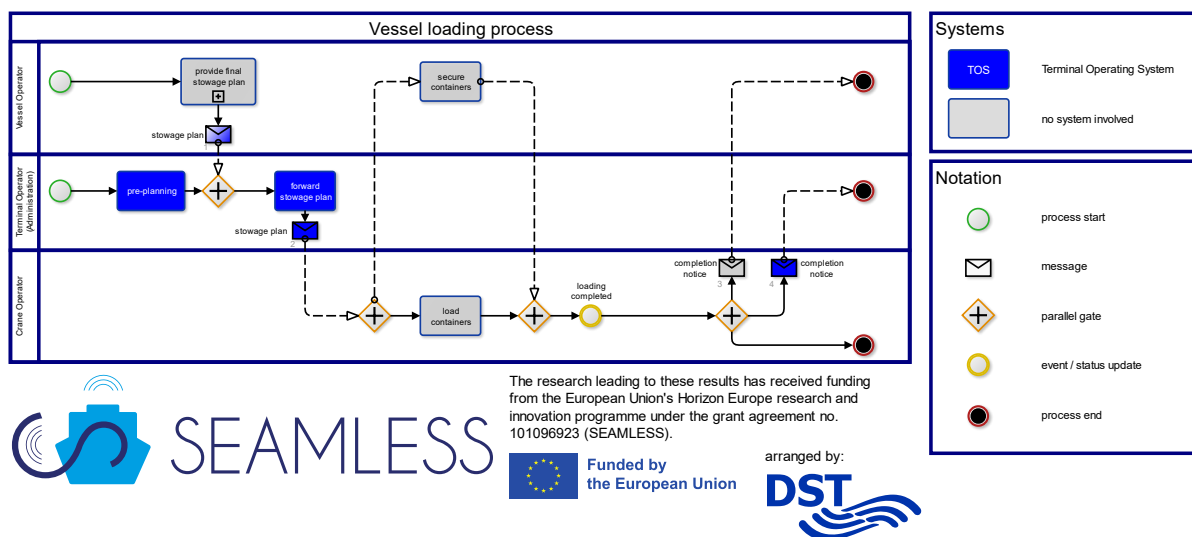 Vessel loading process
Vessel Operator
provide final
stowage plan
stowage plan
1
secure
containers
Terminal Operator
(Administration)
pre-planning
forward
stowage plan
stowage plan
2
Crane Operator
load
containers
loading
completed
completion
notice
3
completion
notice
4
Systems
TOS
Terminal Operating System
no system involved
Notation
process start
message
parallel gate
event / status update
process end
SEAMLESS
The research leading to these results has received funding
from the European Union's Horizon Europe research and
innovation programme under the grant agreement no.
101096923 (SEAMLESS).
Funded by
the European Union
arranged by:
DST